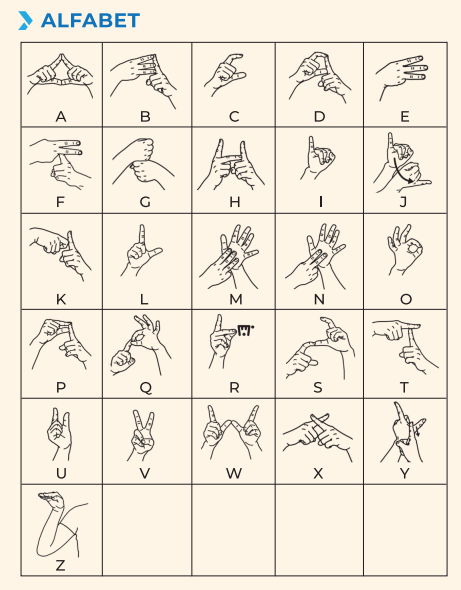 ALFABET
A B C D E
F G H I J
K L M N O
P Q R S T
U V W X Y
Z